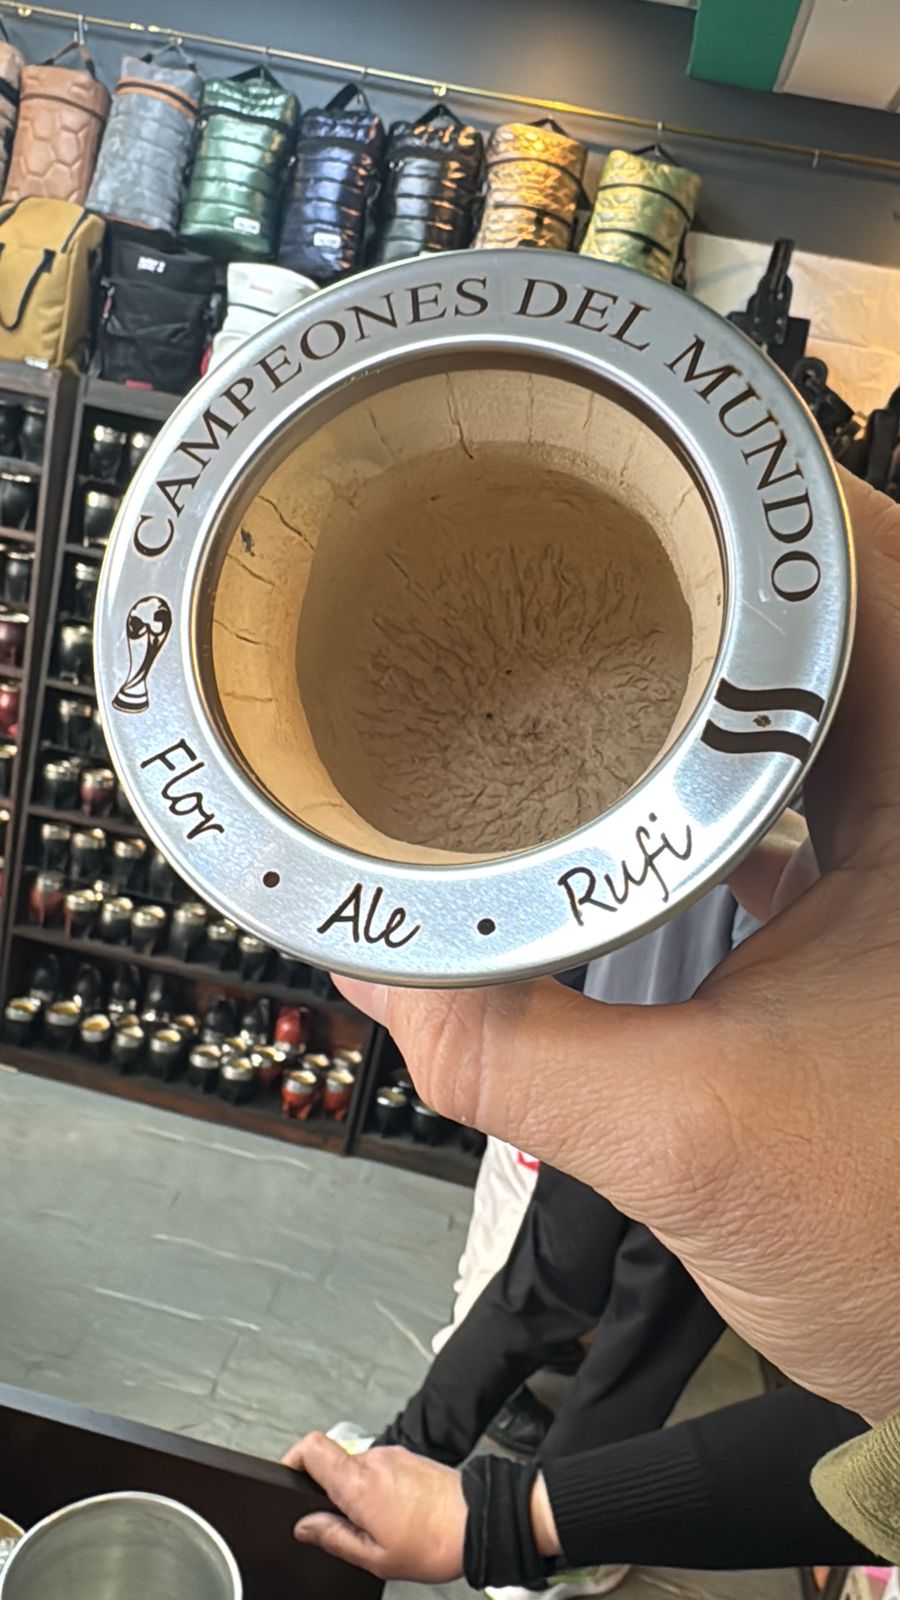 CAMPEONES DEL MUNDO
Flor • Ale • Rufi